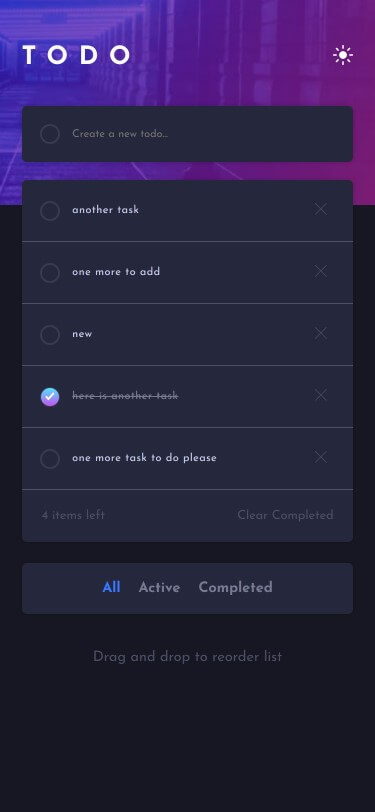 TODO
Create a new todo...
another task
one more to add
new
here is another task
one more task to do please
4 items left Clear Completed
All Active Completed
Drag and drop to reorder list